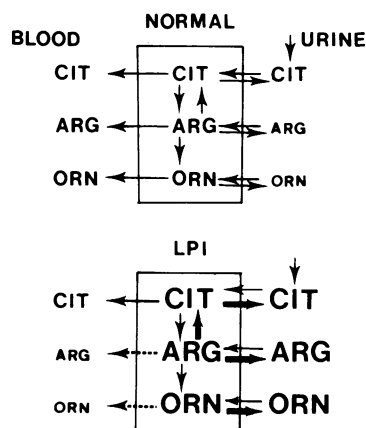 NORMAL
BLOOD URINE
CIT CIT CIT
ARG ARG ARG
ORN ORN ORN
LPI
CIT CIT CIT
ARG ARG ARG
ORN ORN ORN